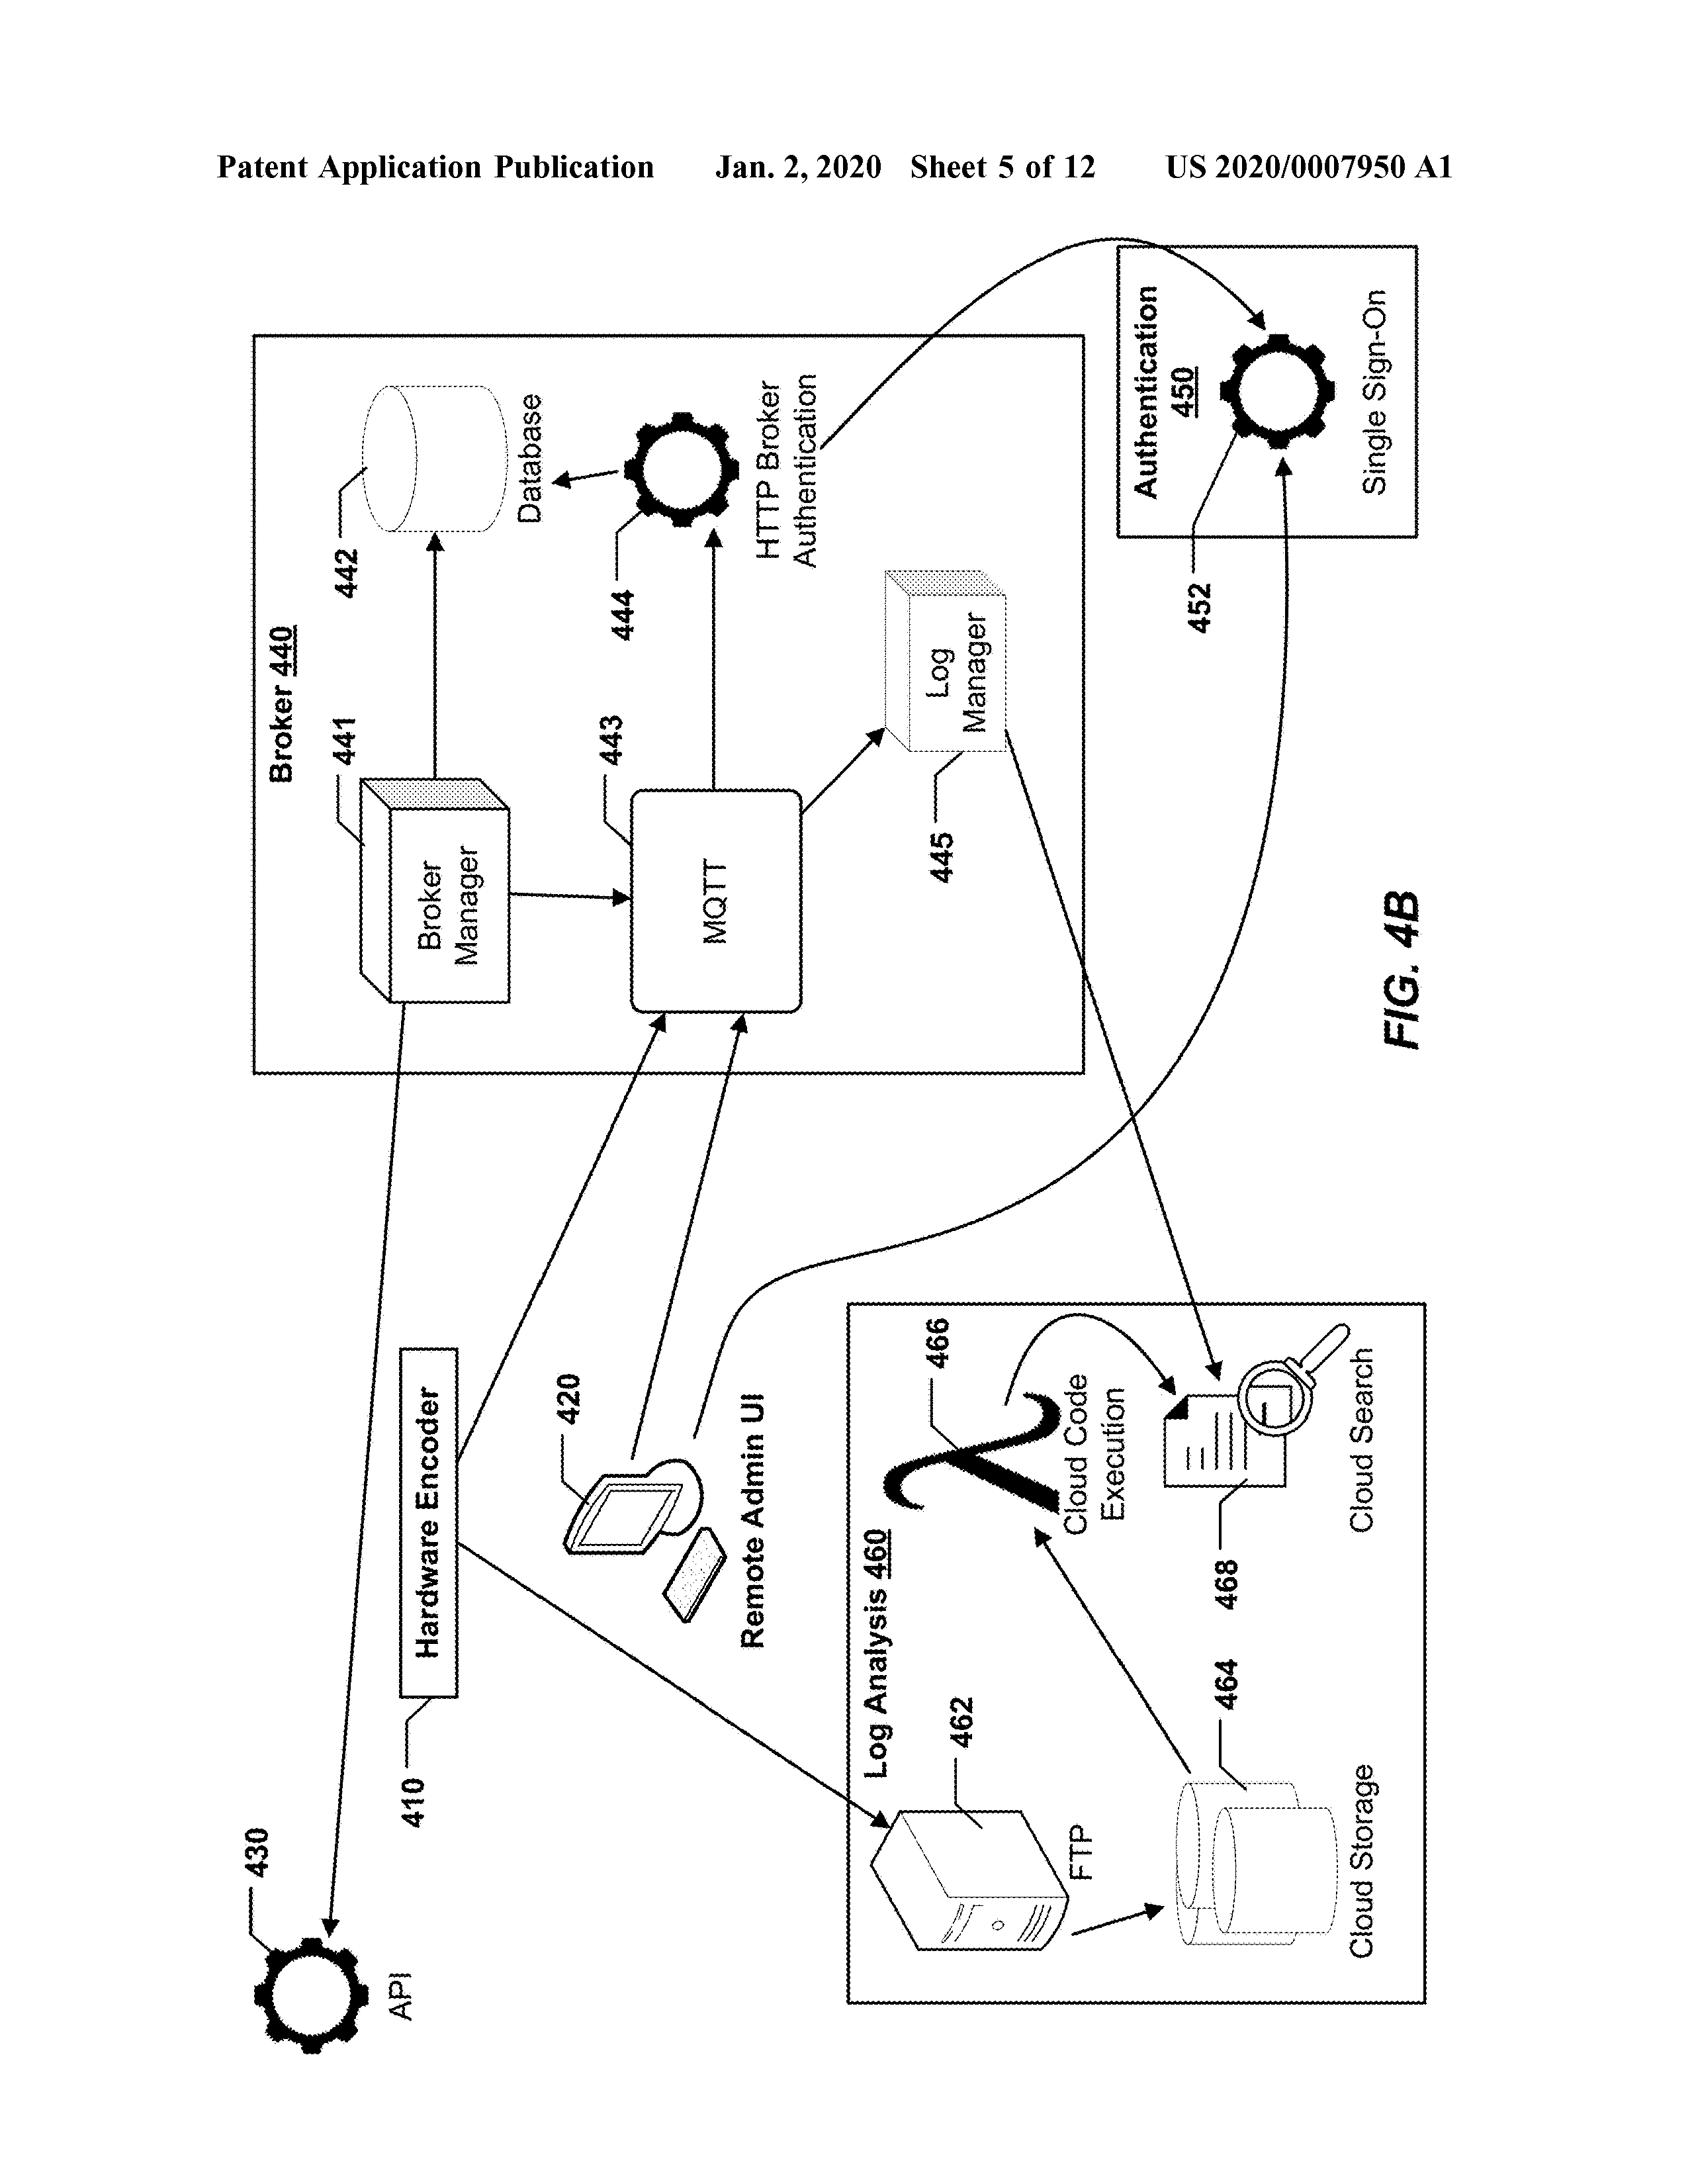 Patent Application Publication Jan. 2, 2020 Sheet 5 of 12 US 2020/0007950 A1
430
API
410
Hardware Encoder
420
Remote Admin UI
Broker 440
441
Broker
Manager
442
Database
443
MQTT
444
HTTP Broker
Authentication
445
Log
Manager
Authentication
450
452
Single Sign-On
Log Analysis 460
462
FTP
464
Cloud Storage
466
Cloud Code
Execution
468
Cloud Search
FIG. 4B